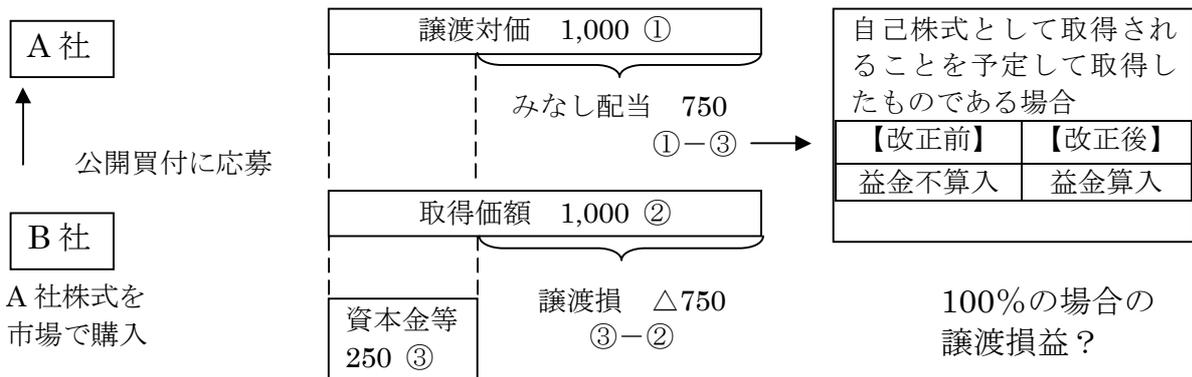 A 社
公開買付に応募
B 社
A 社株式を
市場で購入
譲渡対価 1,000 ①
みなし配当 750
①-③
取得価額 1,000 ②
譲渡損 △750
③-②
資本金等
250 ③
自己株式として取得され
ることを予定して取得し
たものである場合
【改正前】 【改正後】
益金不算入 益金算入
100%の場合の
譲渡損益?